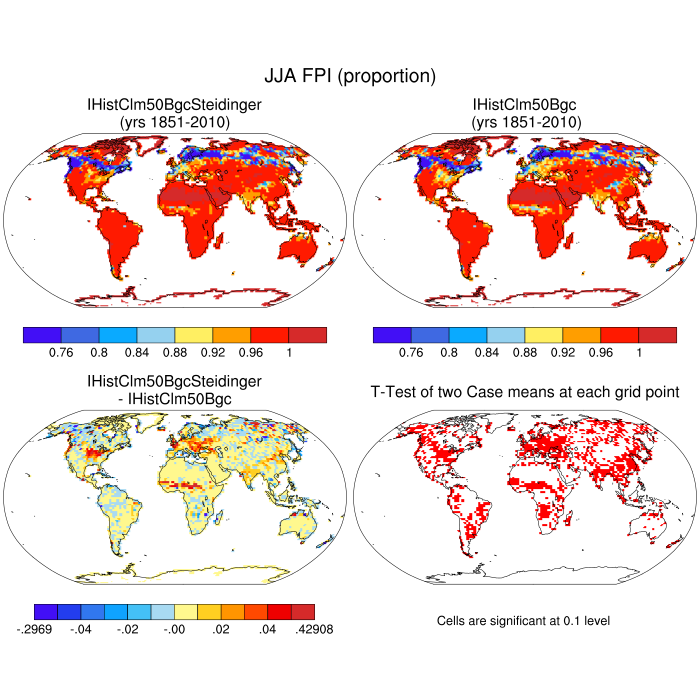 JJA FPI (proportion)
IHistClm50BgcSteidinger
(yrs 1851-2010)
IHistClm50Bgc
(yrs 1851-2010)
0.76 0.8 0.84 0.88 0.92 0.96 1
0.76 0.8 0.84 0.88 0.92 0.96 1
IHistClm50BgcSteidinger
- IHistClm50Bgc
T-Test of two Case means at each grid point
-.2969 -.04 -.02 -.00 .02 .04 .42908
Cells are significant at 0.1 level